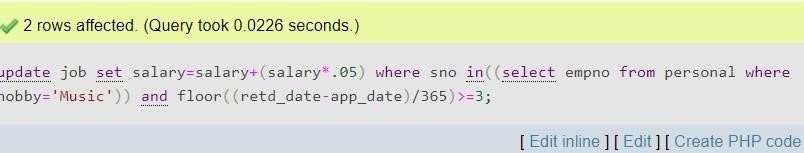 2 rows affected. (Query took 0.0226 seconds.)
update job set salary=salary+(salary*.05) where sno in((select empno from personal where
hobby='Music')) and floor((retd_date-app_date)/365)>=3;
[ Edit inline ] [ Edit ] [ Create PHP code